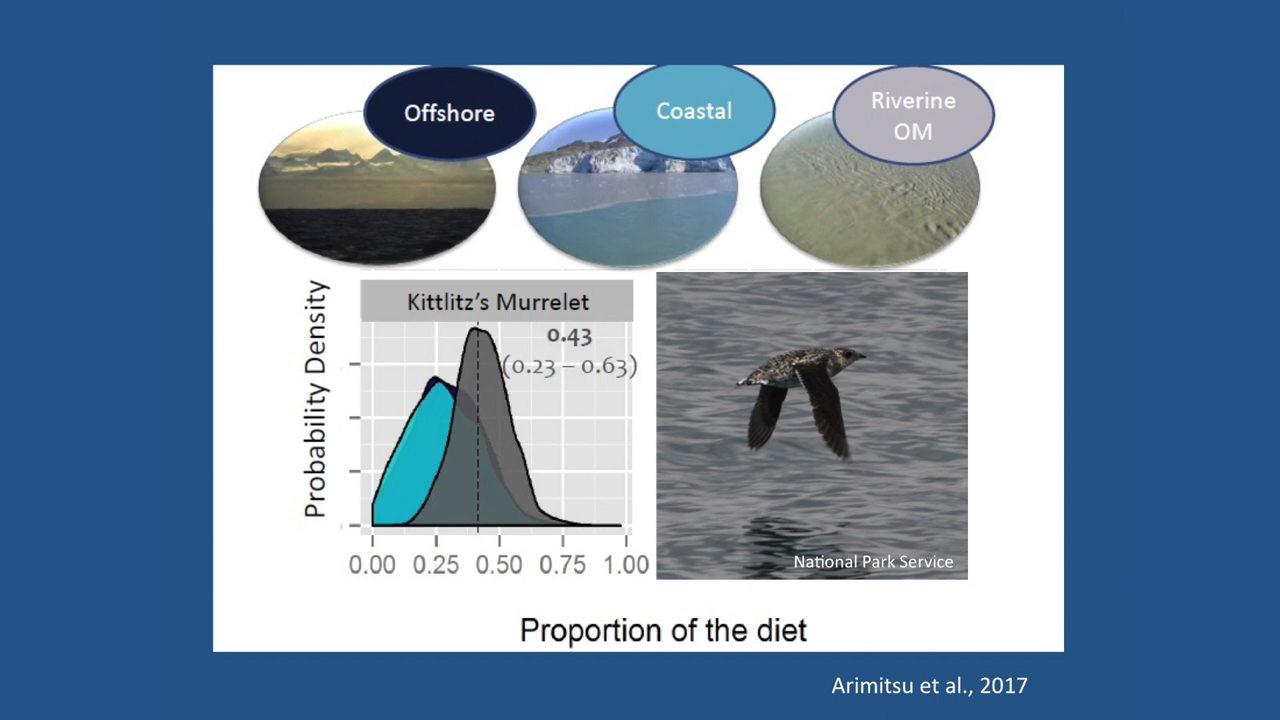 Offshore
Coastal
Riverine
OM
Probability Density
Kittlitz’s Murrelet
0.43
(0.23 – 0.63)
0.00 0.25 0.50 0.75 1.00
National Park Service
Proportion of the diet
Arimitsu et al., 2017